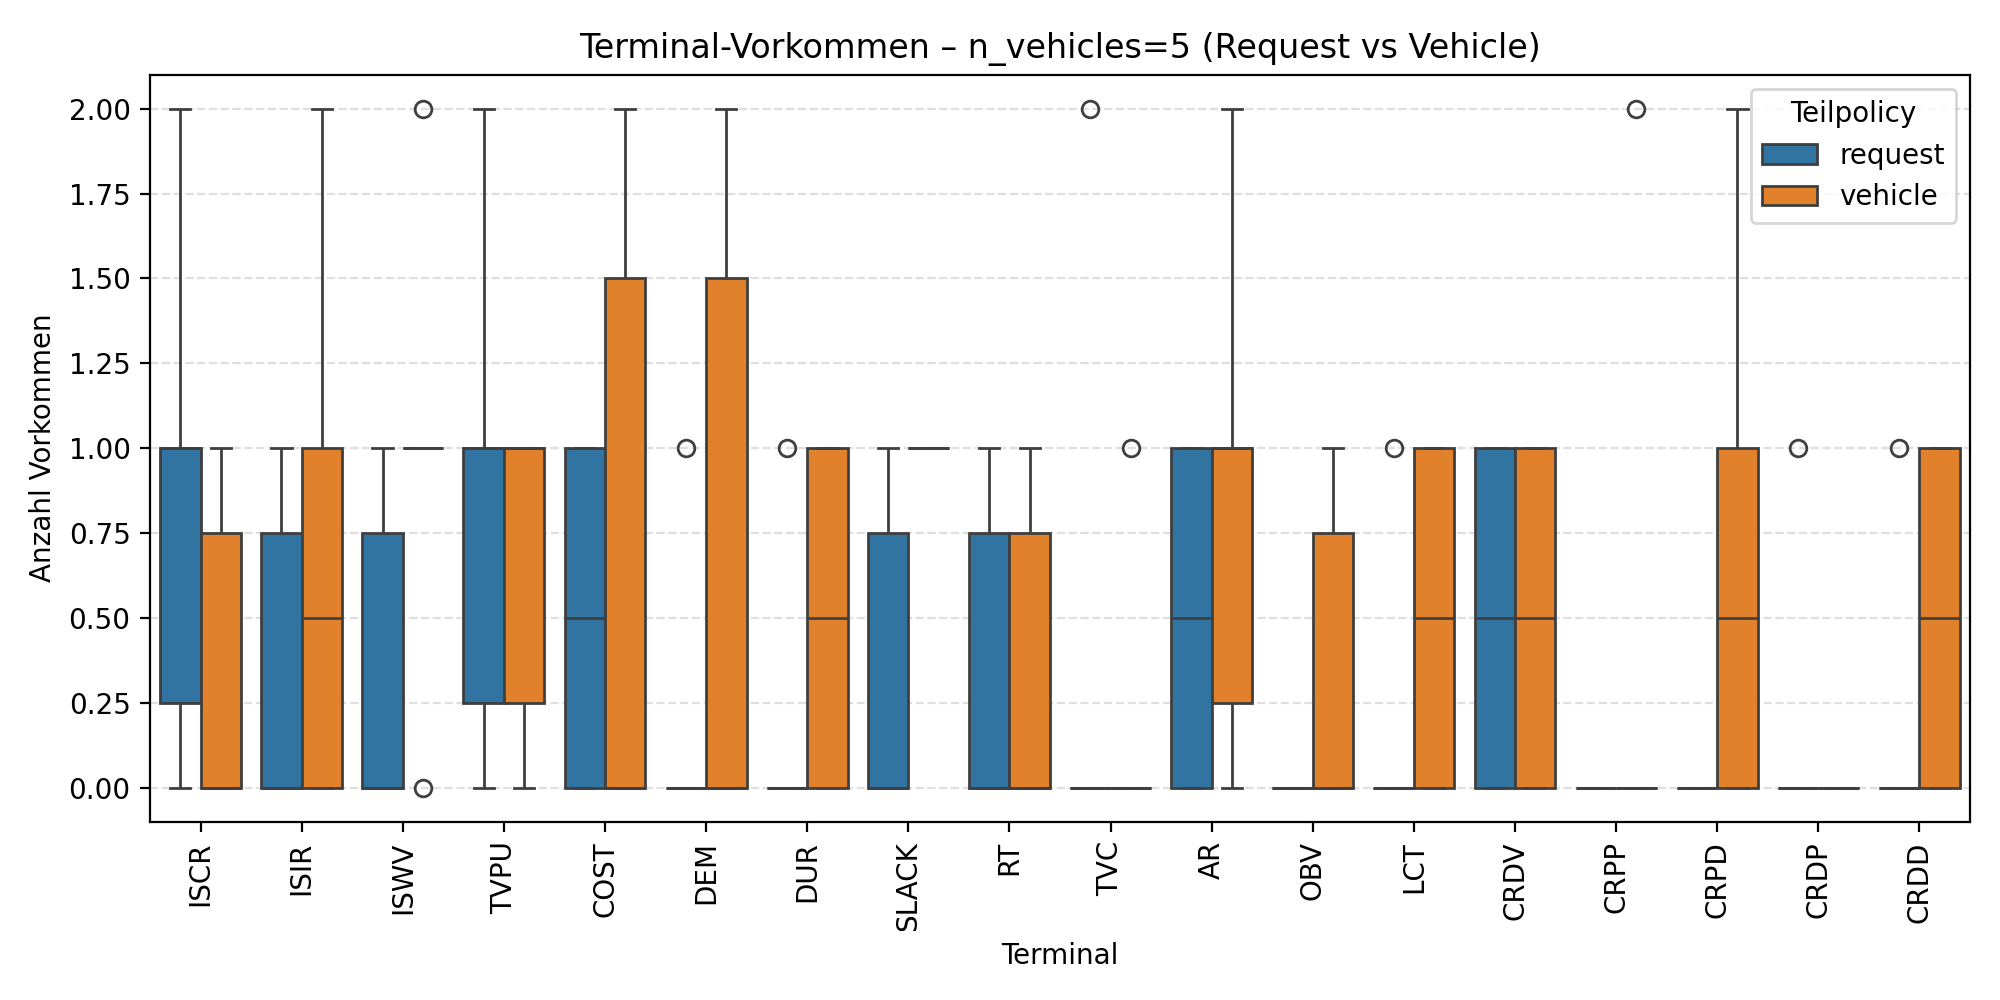 Terminal-Vorkommen – n_vehicles=5 (Request vs Vehicle)
Teilpolicy
request
vehicle
Anzahl Vorkommen
2.00
1.75
1.50
1.25
1.00
0.75
0.50
0.25
0.00
ISCR
ISIR
ISWV
TVPU
COST
DEM
DUR
SLACK
RT
TVC
AR
OBV
LCT
CRDV
CRPP
CRPD
CRDP
CRDD
Terminal